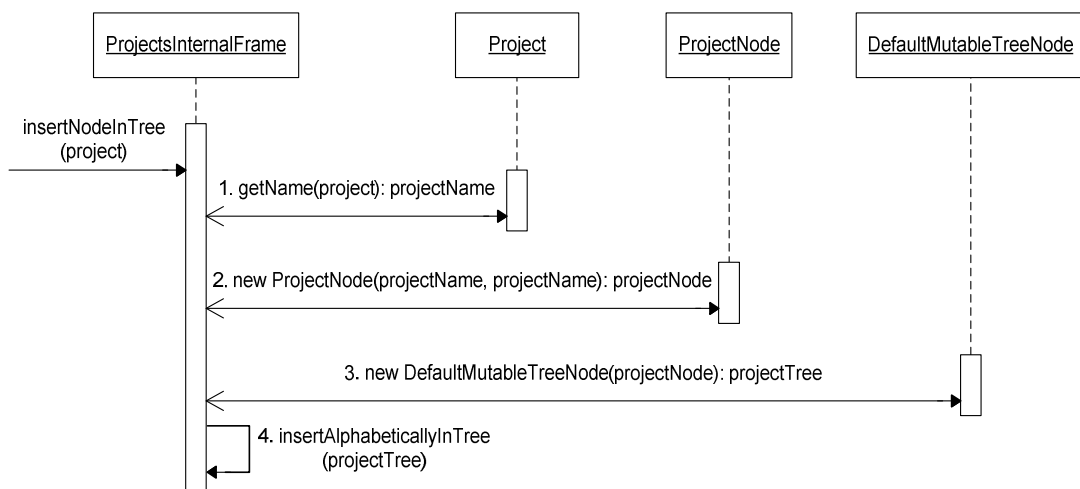 ProjectsInternalFrame
Project
ProjectNode
DefaultMutableTreeNode
insertNodeInTree
(project)
1. getName(project): projectName
2. new ProjectNode(projectName, projectName): projectNode
3. new DefaultMutableTreeNode(projectNode): projectTree
4. insertAlphabeticallyInTree
(projectTree)